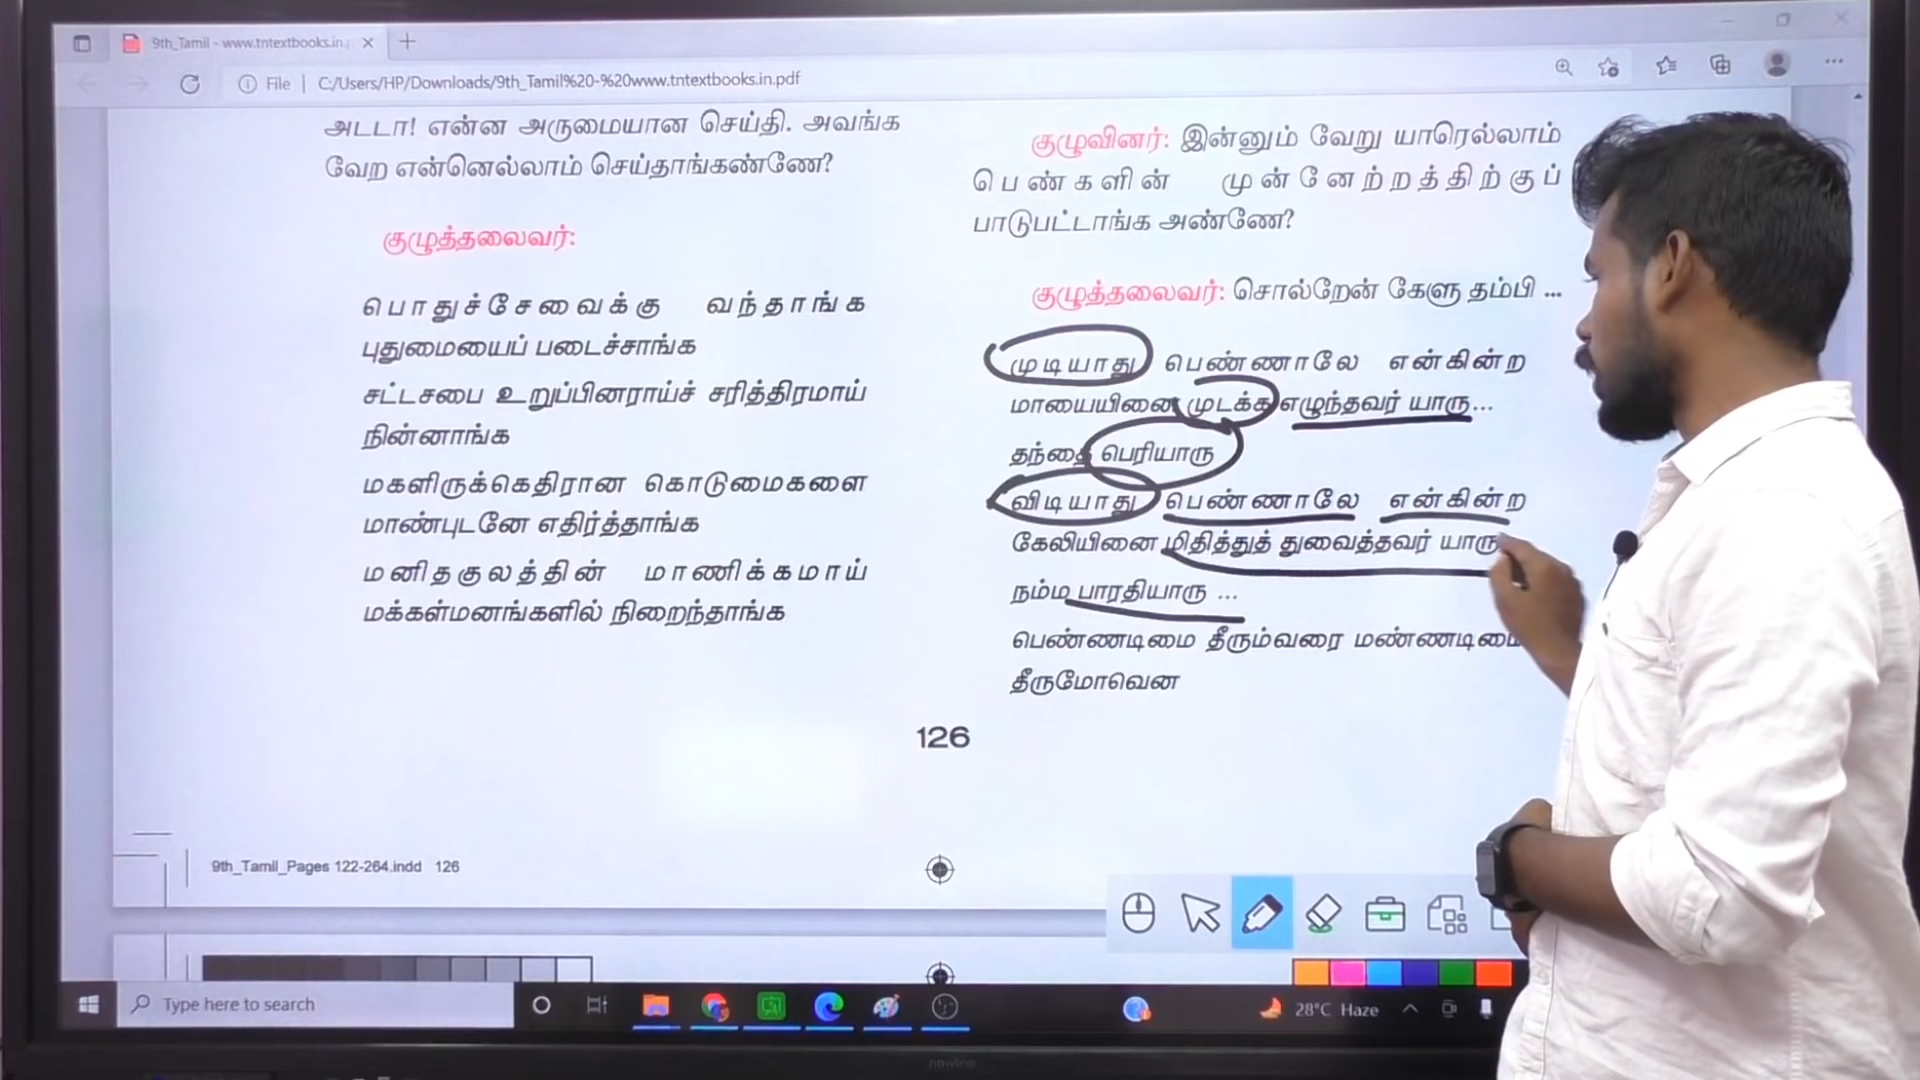 9th_Tamil - www.tntextbooks.in
File | C:/Users/HP/Downloads/9th_Tamil%20-%20www.tntextbooks.in.pdf
அடடா! என்ன அருமையான செய்தி. அவங்க
வேற என்னெல்லாம் செய்தாங்கண்ணே?
குழுத்தலைவர்:
பொதுச்சேவைக்கு வந்தாங்க
புதுமையைப் படைச்சாங்க
சட்டசபை உறுப்பினராய்ச் சரித்திரமாய்
நின்னாங்க
மகளிருக்கெதிரான கொடுமைகளை
மாண்புடனே எதிர்த்தாங்க
மனிதகுலத்தின் மாணிக்கமாய்
மக்கள்மனங்களில் நிறைந்தாங்க
குழுவினர்: இன்னும் வேறு யாரெல்லாம்
பெண்களின் முன்னேற்றத்திற்குப்
பாடுபட்டாங்க அண்ணே?
குழுத்தலைவர்: சொல்றேன் கேளு தம்பி ...
முடியாது பெண்ணாலே என்கின்ற
மாயையினை முடக்க எழுந்தவர் யாரு...
தந்தை பெரியாரு
விடியாது பெண்ணாலே என்கின்ற
கேலியினை மிதித்துத் துவைத்தவர் யாரு
நம்ம பாரதியாரு ...
பெண்ணடிமை தீரும்வரை மண்ணடிமை
தீருமோவென
126
9th_Tamil_Pages 122-264.indd 126
Type here to search
28°C Haze
newline